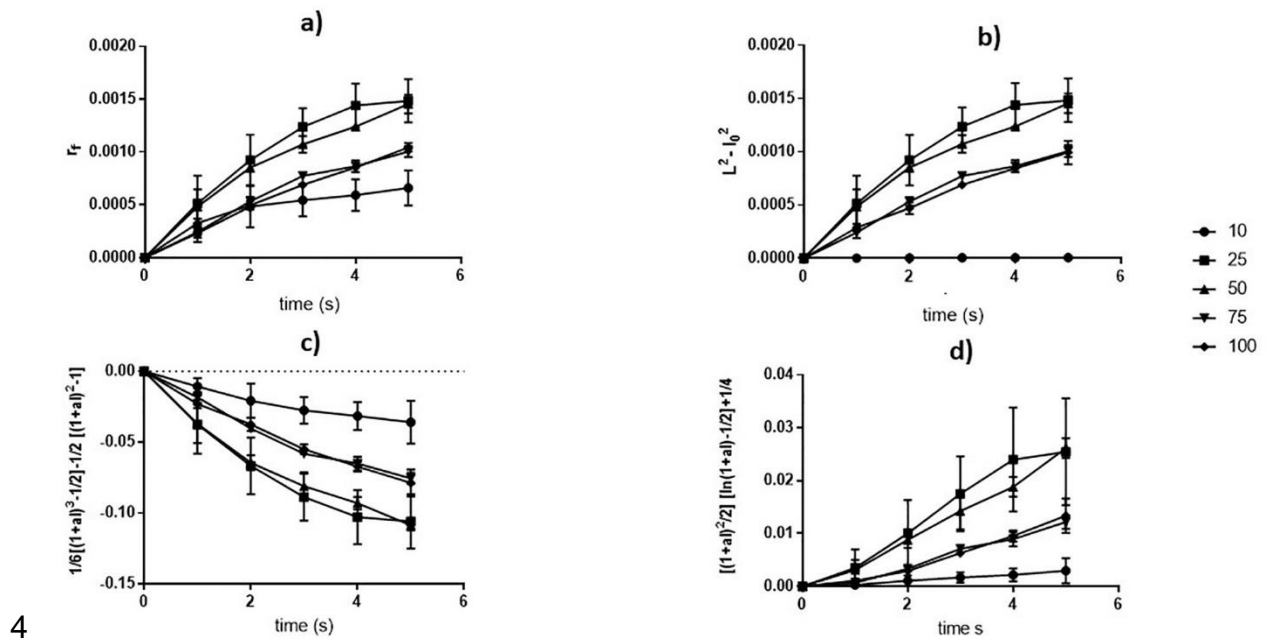 a)
0.0020
0.0015
0.0010
0.0005
0.0000
r_f
0 2 4 6
time (s)
b)
0.0020
0.0015
0.0010
0.0005
0.0000
L² - l₀²
0 2 4 6
time (s)
10
25
50
75
100
c)
0.00
-0.05
-0.10
-0.15
1/6[(1+al)³-1/2]-1/2 [(1+al)²-1]
0 2 4 6
time (s)
d)
0.04
0.03
0.02
0.01
0.00
[(1+al)²/2] [ln(1+al)-1/2]+1/4
0 2 4 6
time s
4